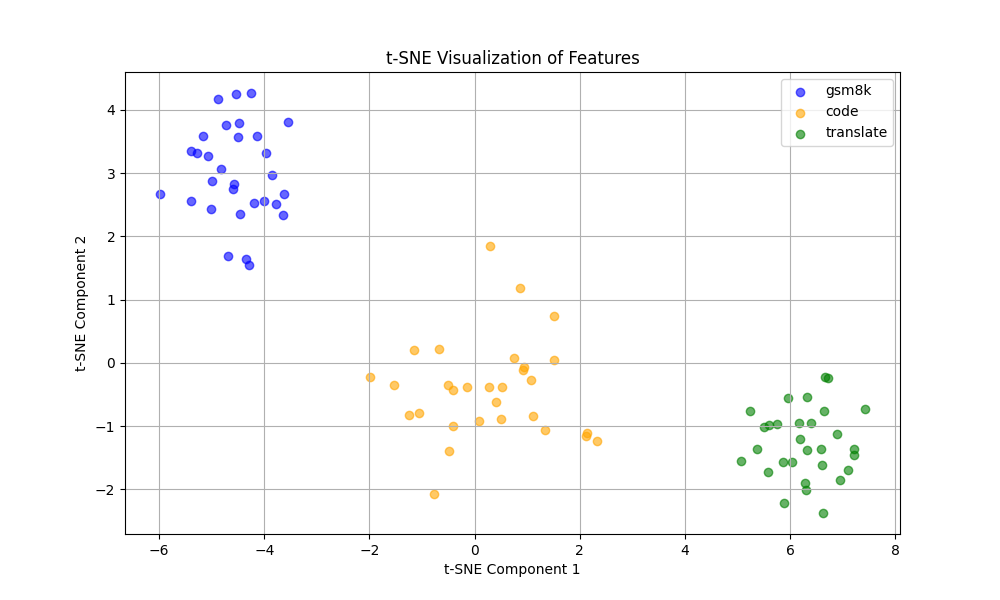 t-SNE Visualization of Features
gsm8k
code
translate
4
3
2
1
0
−1
−2
t-SNE Component 2
−6
−4
−2
0
2
4
6
8
t-SNE Component 1